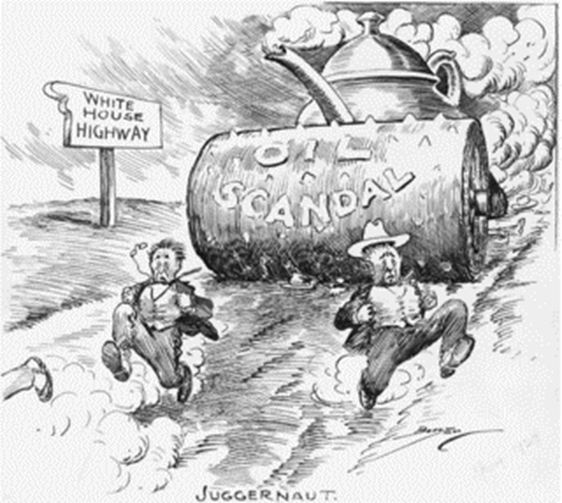 WHITE
HOUSE
HIGHWAY
OIL
SCANDAL
JUGGERNAUT.